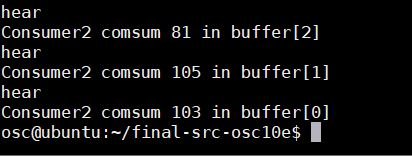 hear
Consumer2 comsum 81 in buffer[2]
hear
Consumer2 comsum 105 in buffer[1]
hear
Consumer2 comsum 103 in buffer[0]
osc@ubuntu:~/final-src-osc10e$